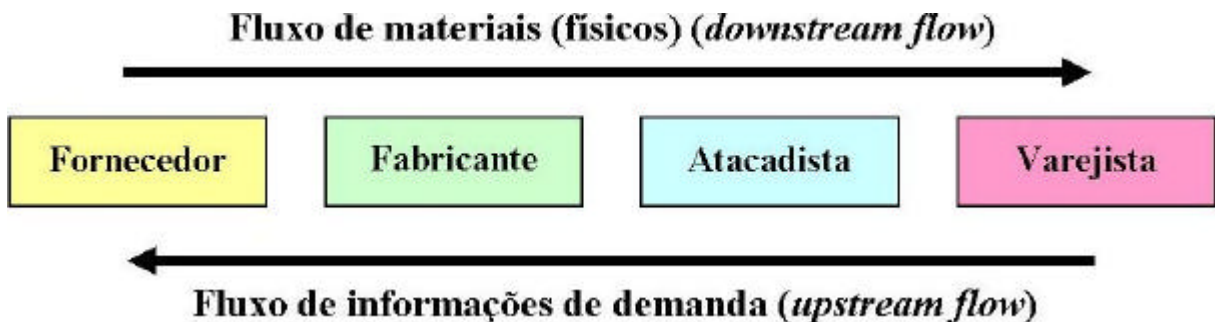 Fluxo de materiais (físicos) (downstream flow)
Fornecedor
Fabricante
Atacadista
Varejista
Fluxo de informações de demanda (upstream flow)